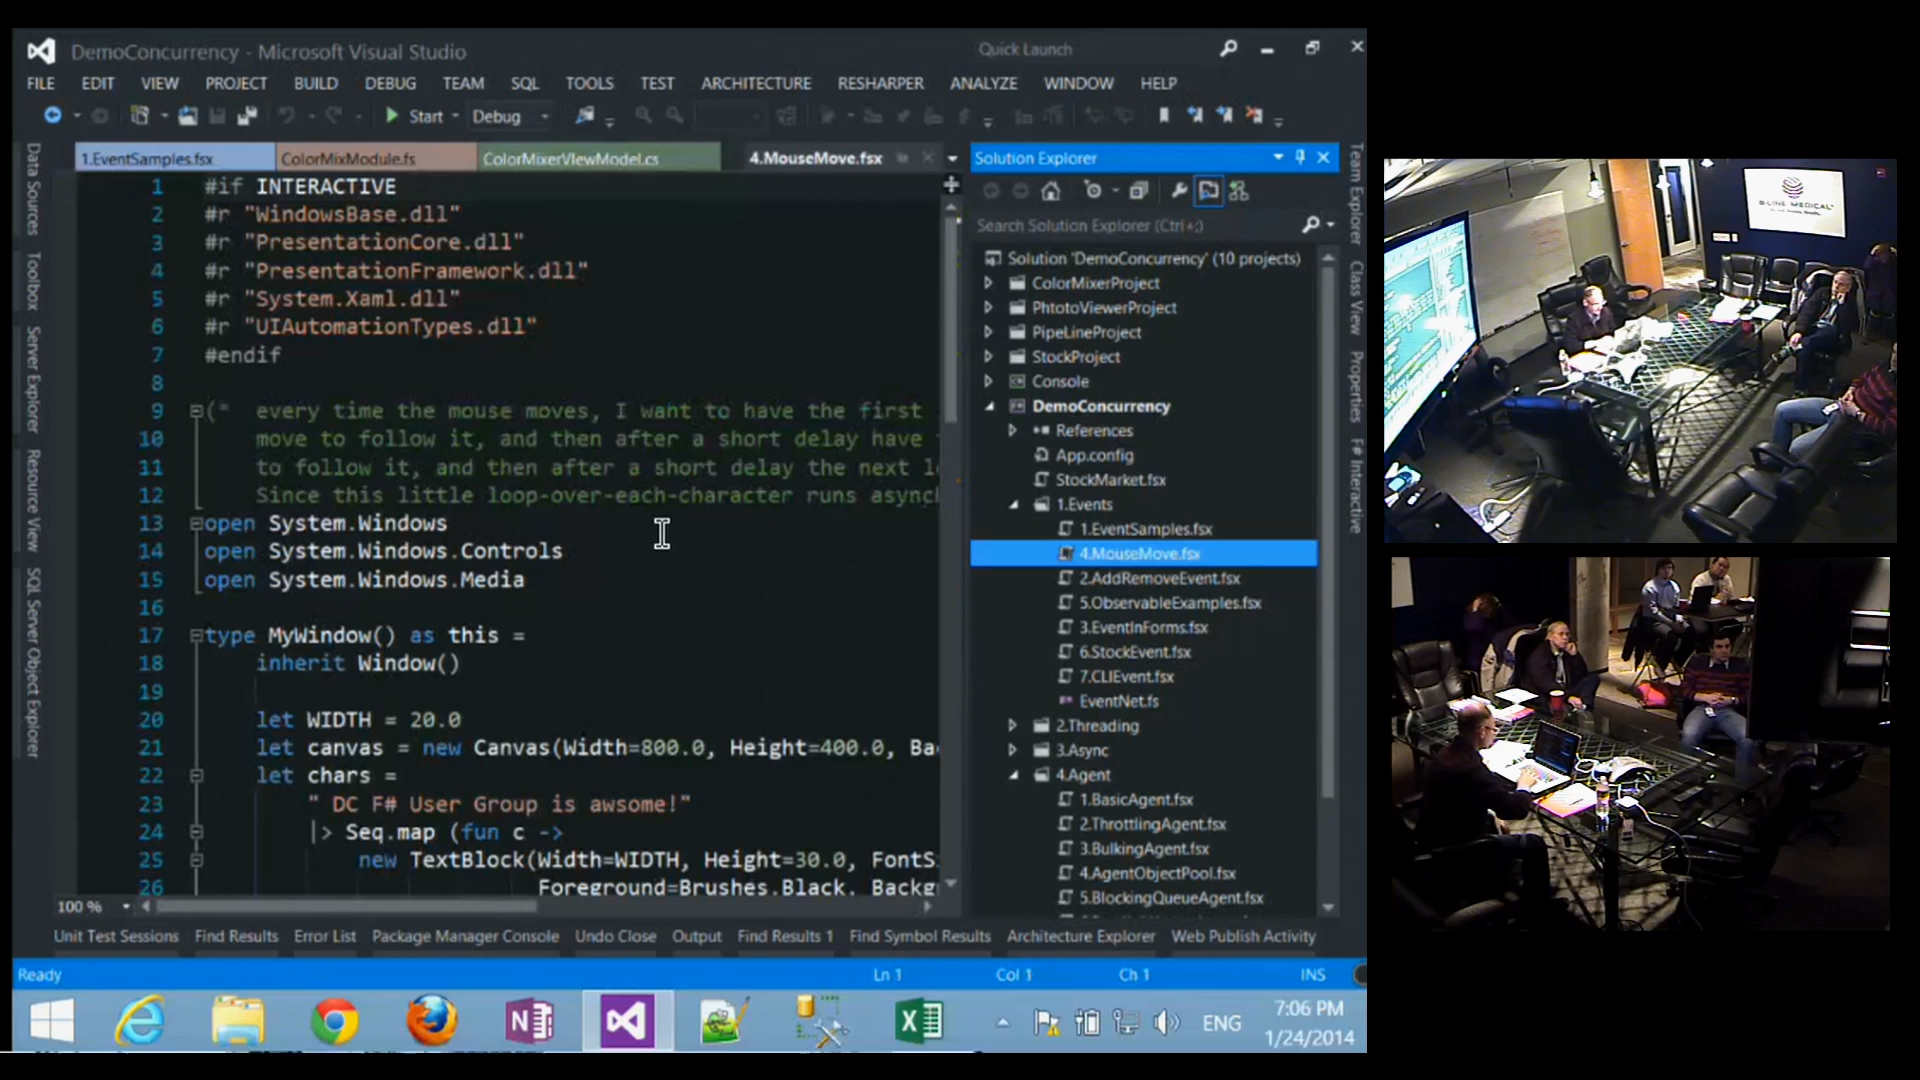 DemoConcurrency - Microsoft Visual Studio
Quick Launch
FILE EDIT VIEW PROJECT BUILD DEBUG TEAM SQL TOOLS TEST ARCHITECTURE RESHARPER ANALYZE WINDOW HELP
Start
Debug
1.EventSamples.fsx
ColorMixModule.fs
ColorMixerVIewModel.cs
4.MouseMove.fsx
1 #if INTERACTIVE
2 #r "WindowsBase.dll"
3 #r "PresentationCore.dll"
4 #r "PresentationFramework.dll"
5 #r "System.Xaml.dll"
6 #r "UIAutomationTypes.dll"
7 #endif
8
9 (* every time the mouse moves, I want to have the first
10 move to follow it, and then after a short delay have
11 to follow it, and then after a short delay the next
12 Since this little loop-over-each-character runs
13 open System.Windows
14 open System.Windows.Controls
15 open System.Windows.Media
16
17 type MyWindow() as this =
18 inherit Window()
19
20 let WIDTH = 20.0
21 let canvas = new Canvas(Width=800.0, Height=400.0,
22 let chars =
23 " DC F# User Group is awsome!"
24 |> Seq.map (fun c ->
25 new TextBlock(Width=WIDTH, Height=30.0,
26 Foreground=Brushes.Black.
100 %
Data Sources
Toolbox
Server Explorer
Resource View
SQL Server Object Explorer
Solution Explorer
Search Solution Explorer (Ctrl+;)
Solution 'DemoConcurrency' (10 projects)
ColorMixerProject
PhtotoViewerProject
PipeLineProject
StockProject
Console
DemoConcurrency
References
App.config
StockMarket.fsx
1.Events
1.EventSamples.fsx
4.MouseMove.fsx
2.AddRemoveEvent.fsx
5.ObservableExamples.fsx
3.EventInForms.fsx
6.StockEvent.fsx
7.CLIEvent.fsx
EventNet.fs
2.Threading
3.Async
4.Agent
1.BasicAgent.fsx
2.ThrottlingAgent.fsx
3.BulkingAgent.fsx
4.AgentObjectPool.fsx
5.BlockingQueueAgent.fsx
Team Explorer
Class View
Properties
F# Interactive
Unit Test Sessions Find Results Error List Package Manager Console Undo Close Output Find Results 1 Find Symbol Results Architecture Explorer Web Publish Activity
Ready
Ln 1
Col 1
Ch 1
INS
ENG
7:06 PM
1/24/2014
B-LINE MEDICAL